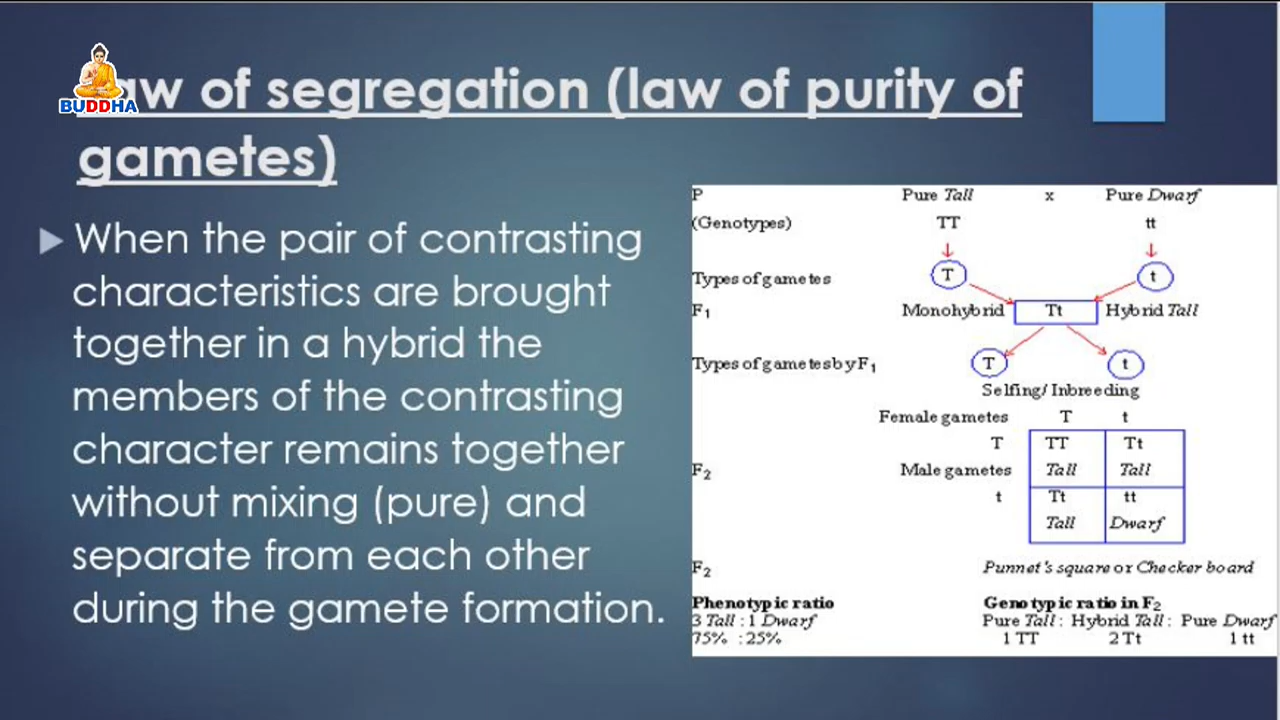 BUDDHA
aw of segregation (law of purity of
gametes)
When the pair of contrasting
characteristics are brought
together in a hybrid the
members of the contrasting
character remains together
without mixing (pure) and
separate from each other
during the gamete formation.
P Pure Tall x Pure Dwarf
(Genotypes) TT tt
Types of gametes T t
F₁ Monohybrid Tt Hybrid Tall
Types of gametes by F₁ T t
Selfing/ Inbreeding
Female gametes T t
T TT Tt
F₂ Male gametes Tall Tall
t Tt tt
Tall Dwarf
F₂ Punnet's square or Checker board
Phenotypic ratio Genotypic ratio in F₂
3 Tall : 1 Dwarf Pure Tall : Hybrid Tall : Pure Dwarf
75% : 25% 1 TT 2 Tt 1 tt